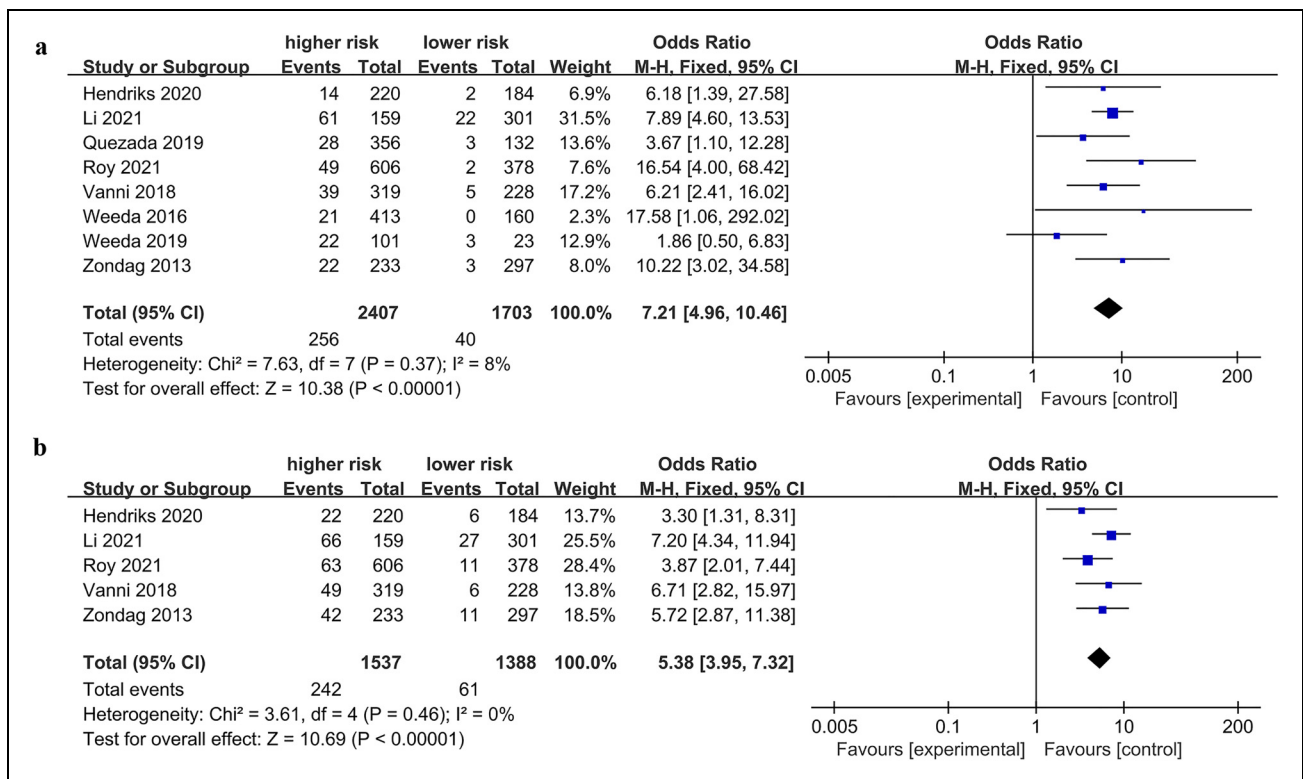 a
higher risk lower risk Odds Ratio Odds Ratio
Study or Subgroup Events Total Events Total Weight M-H, Fixed, 95% CI M-H, Fixed, 95% CI
Hendriks 2020 14 220 2 184 6.9% 6.18 [1.39, 27.58]
Li 2021 61 159 22 301 31.5% 7.89 [4.60, 13.53]
Quezada 2019 28 356 3 132 13.6% 3.67 [1.10, 12.28]
Roy 2021 49 606 2 378 7.6% 16.54 [4.00, 68.42]
Vanni 2018 39 319 5 228 17.2% 6.21 [2.41, 16.02]
Weeda 2016 21 413 0 160 2.3% 17.58 [1.06, 292.02]
Weeda 2019 22 101 3 23 12.9% 1.86 [0.50, 6.83]
Zondag 2013 22 233 3 297 8.0% 10.22 [3.02, 34.58]
Total (95% CI) 2407 1703 100.0% 7.21 [4.96, 10.46]
Total events 256 40
Heterogeneity: Chi² = 7.63, df = 7 (P = 0.37); I² = 8%
Test for overall effect: Z = 10.38 (P < 0.00001)
0.005 0.1 1 10 200
Favours [experimental] Favours [control]
b
higher risk lower risk Odds Ratio Odds Ratio
Study or Subgroup Events Total Events Total Weight M-H, Fixed, 95% CI M-H, Fixed, 95% CI
Hendriks 2020 22 220 6 184 13.7% 3.30 [1.31, 8.31]
Li 2021 66 159 27 301 25.5% 7.20 [4.34, 11.94]
Roy 2021 63 606 11 378 28.4% 3.87 [2.01, 7.44]
Vanni 2018 49 319 6 228 13.8% 6.71 [2.82, 15.97]
Zondag 2013 42 233 11 297 18.5% 5.72 [2.87, 11.38]
Total (95% CI) 1537 1388 100.0% 5.38 [3.95, 7.32]
Total events 242 61
Heterogeneity: Chi² = 3.61, df = 4 (P = 0.46); I² = 0%
Test for overall effect: Z = 10.69 (P < 0.00001)
0.005 0.1 1 10 200
Favours [experimental] Favours [control]